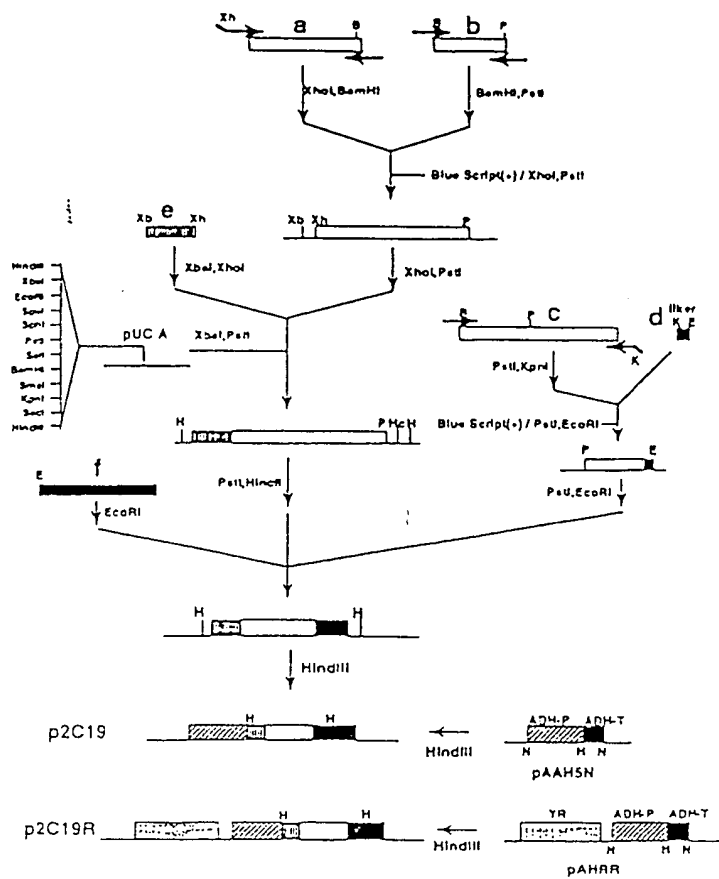 Xh a B b P
XhoI, BamHI
BamHI, PstI
Blue Script(+) / XhoI, PstI
Xb e Xh
Xb Xh P
XbaI, XhoI
XhoI, PstI
HindIII
XbaI
EcoRI
SphI
PstI
BamHI
SmaI
KpnI
SacI
HindIII
pUC A
XbaI, PstI
P C
K
d
K E
PstI, KpnI
Blue Script(+) / PstI, EcoRI
H P Hc H
P E
PstI, HincII
PstI, EcoRI
E f
EcoRI
H H
HindIII
p2C19
H H
HindIII
ADH-P ADH-T
N H N
pAAH5N
p2C19R
H H
HindIII
YR ADH-P ADH-T
N H N
pAHRR